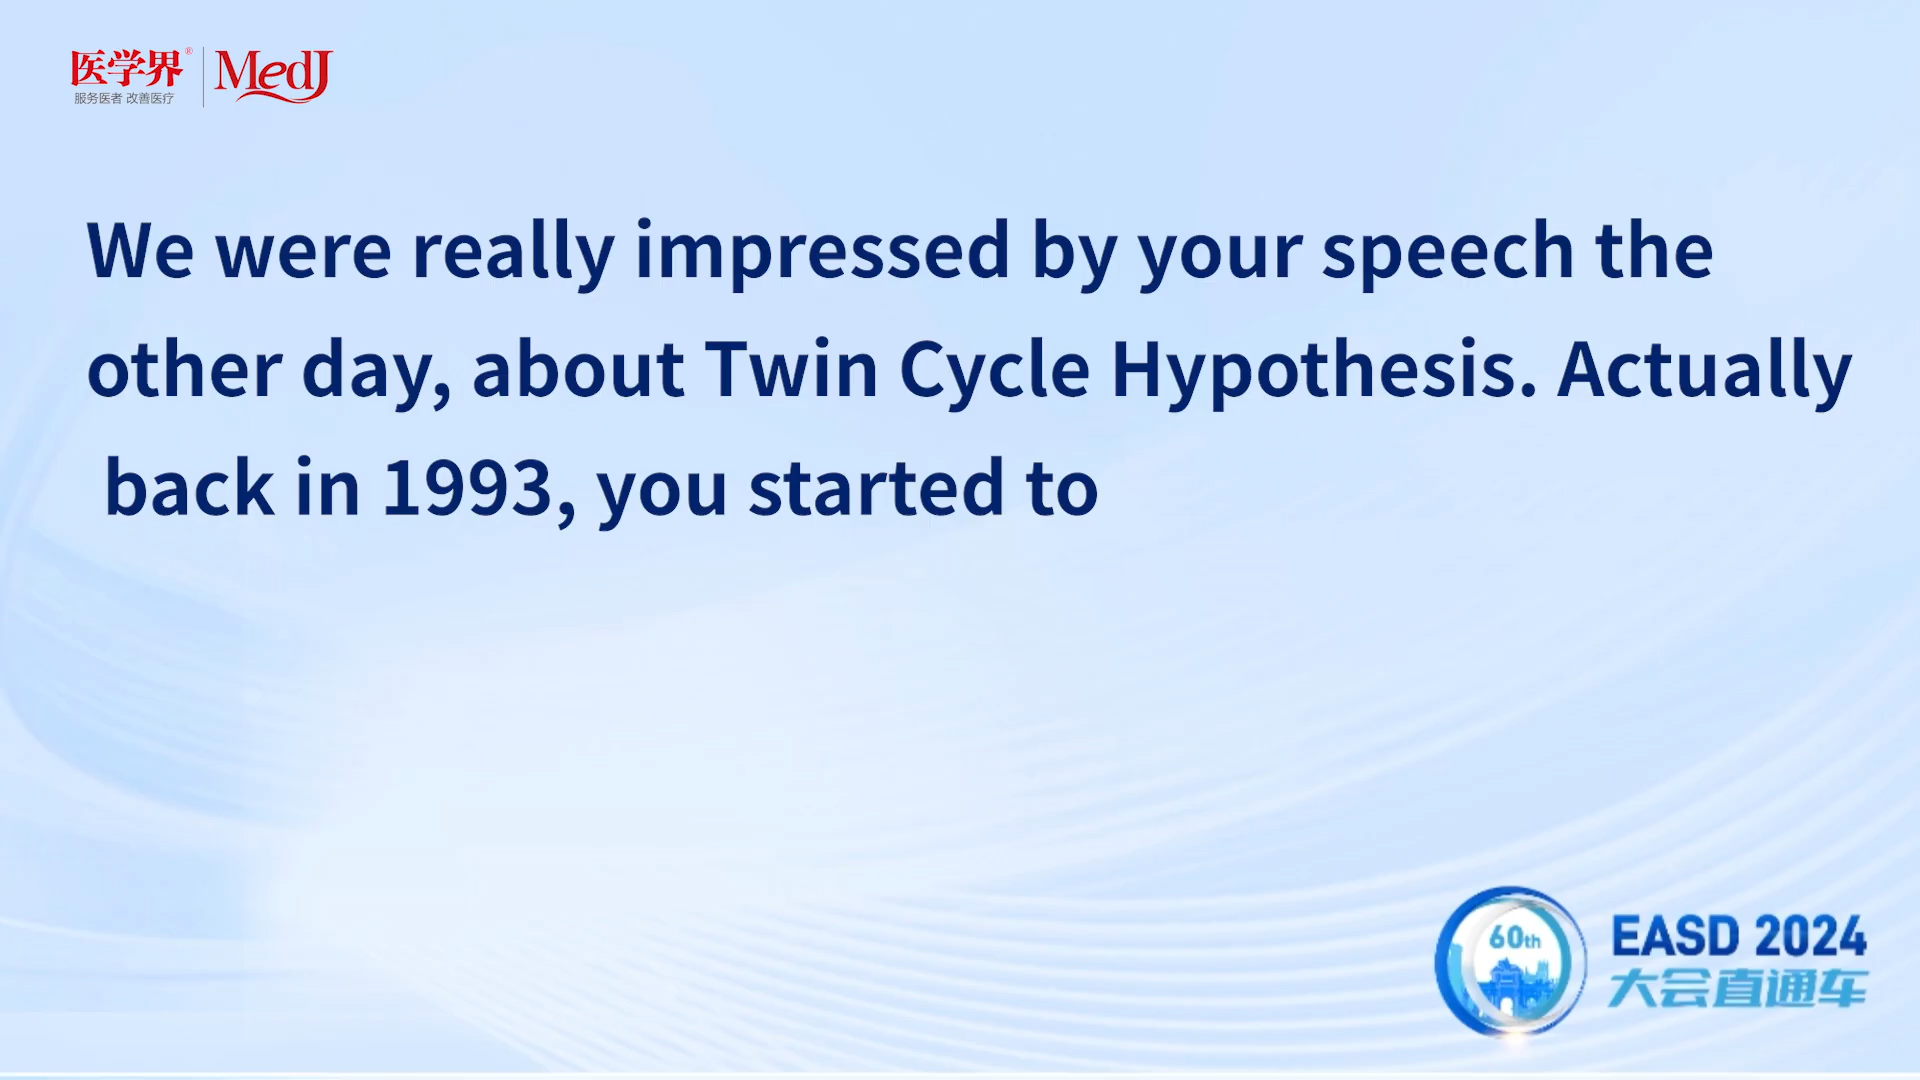 医学界® MedJ
服务医者 改善医疗
We were really impressed by your speech the
other day, about Twin Cycle Hypothesis. Actually
back in 1993, you started to
60th
EASD 2024
大会直通车